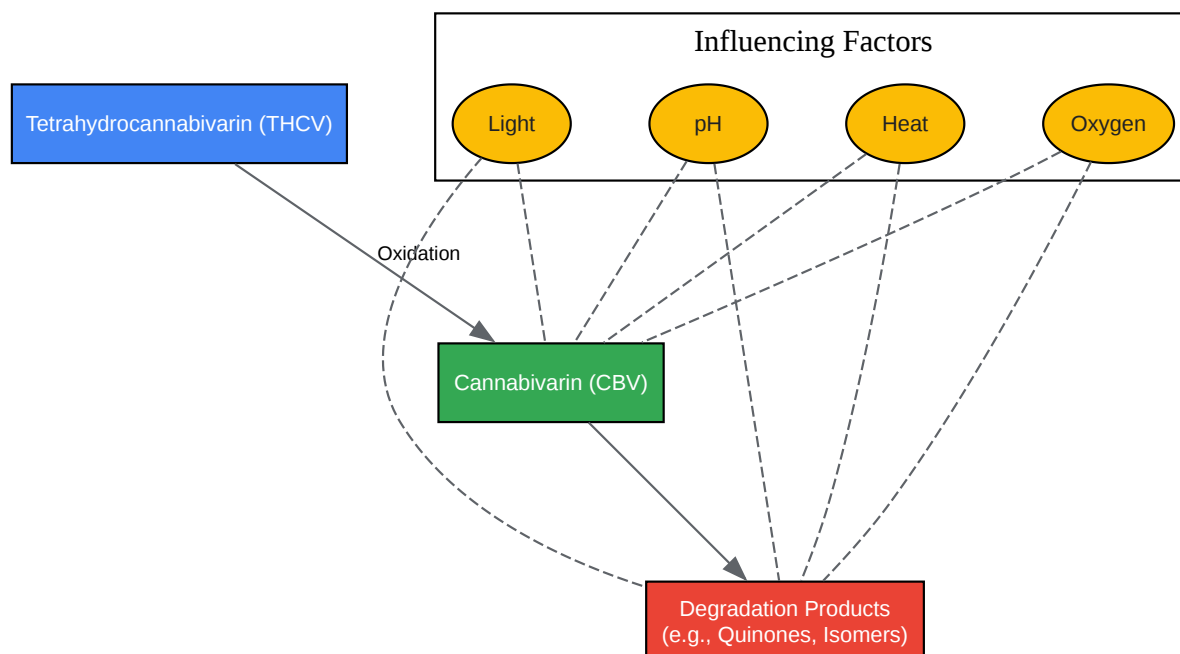 Influencing Factors
Tetrahydrocannabivarin (THCV)
Light
pH
Heat
Oxygen
Oxidation
Cannabivarin (CBV)
Degradation Products
(e.g., Quinones, Isomers)